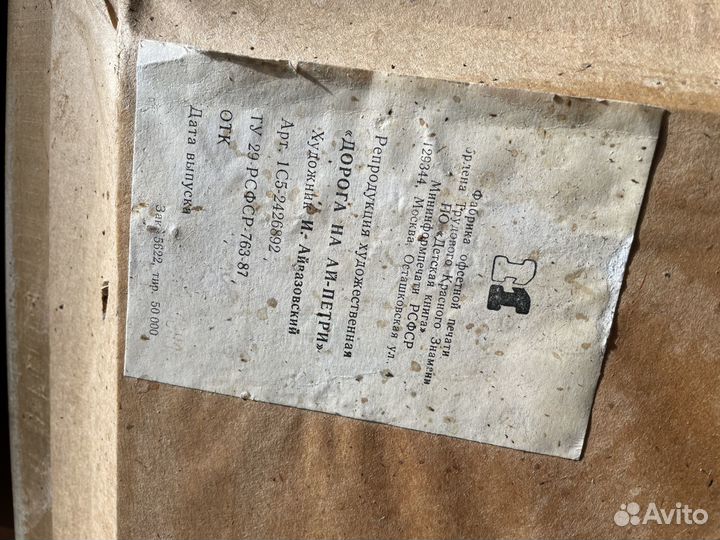 Фабрика офсетной печати
ордена Трудового Красного Знамени
ПО «Детская книга»
Мининформпечати РСФСР
129344, Москва, Осташковская ул.,
Репродукция художественная
«ДОРОГА НА АЙ-ПЕТРИ»
Художник И. Айвазовский
Арт. 1С5-2426892
ТУ 29-РСФСР-763-87
ОТК
Дата выпуска
Зак. 5622, тир. 50 000
Avito